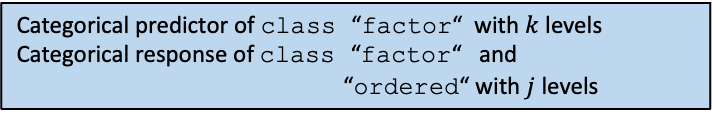 Categorical predictor of class “factor“ with k levels
Categorical response of class “factor“ and
“ordered“ with j levels